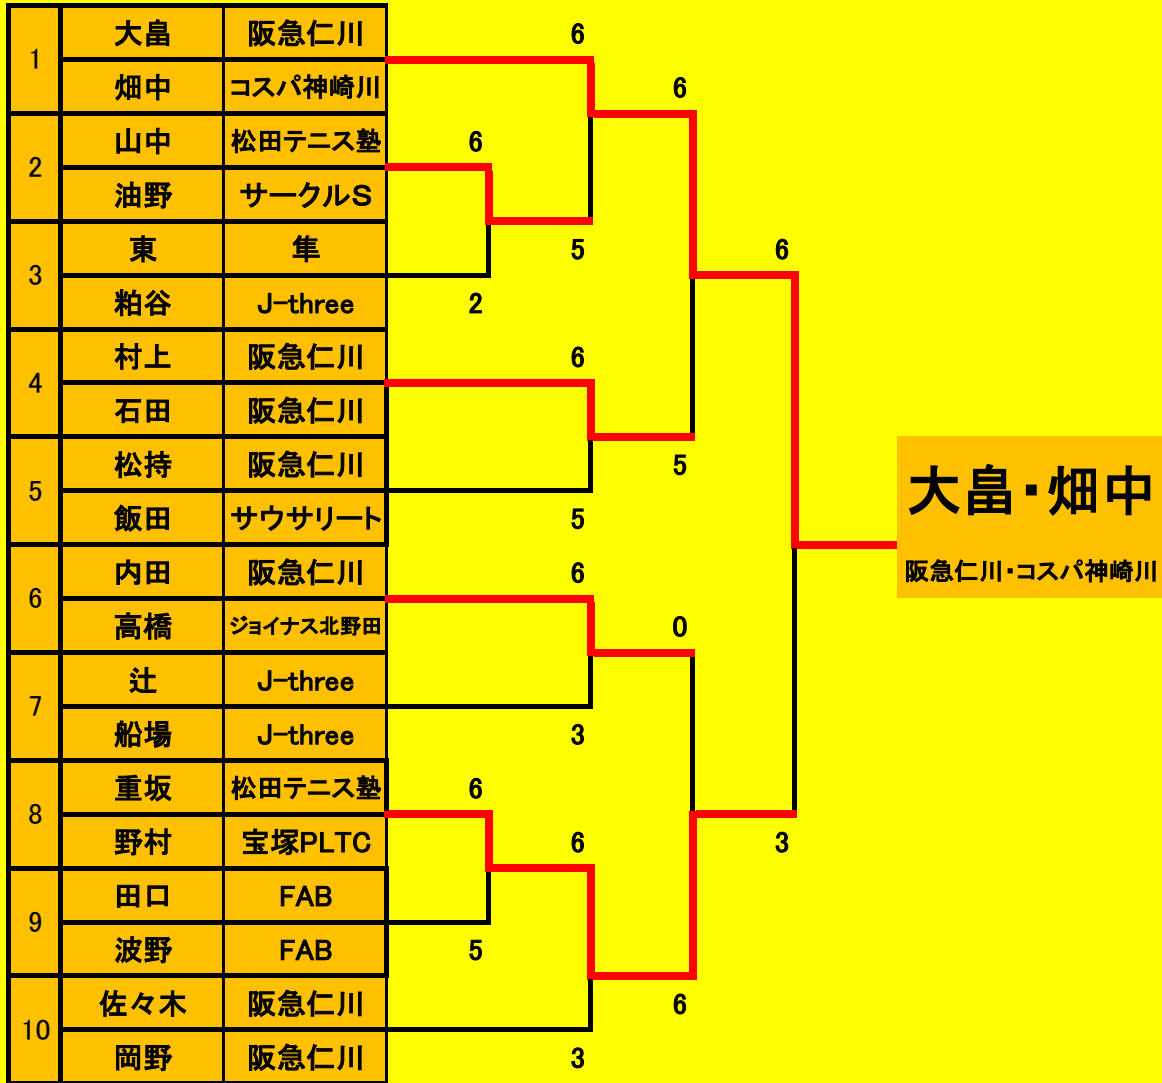 1
大畠 阪急仁川
畑中 コスパ神崎川
6
6
2
山中 松田テニス塾
油野 サークルS
6
5
3
東 隼
粕谷 J-three
2
6
4
村上 阪急仁川
石田 阪急仁川
6
5
5
松持 阪急仁川
飯田 サウサリート
5
大畠・畑中
阪急仁川・コスパ神崎川
6
内田 阪急仁川
高橋 ジョイナス北野田
6
0
7
辻 J-three
船場 J-three
3
8
重坂 松田テニス塾
野村 宝塚PLTC
6
6
3
9
田口 FAB
波野 FAB
5
10
佐々木 阪急仁川
岡野 阪急仁川
6
3